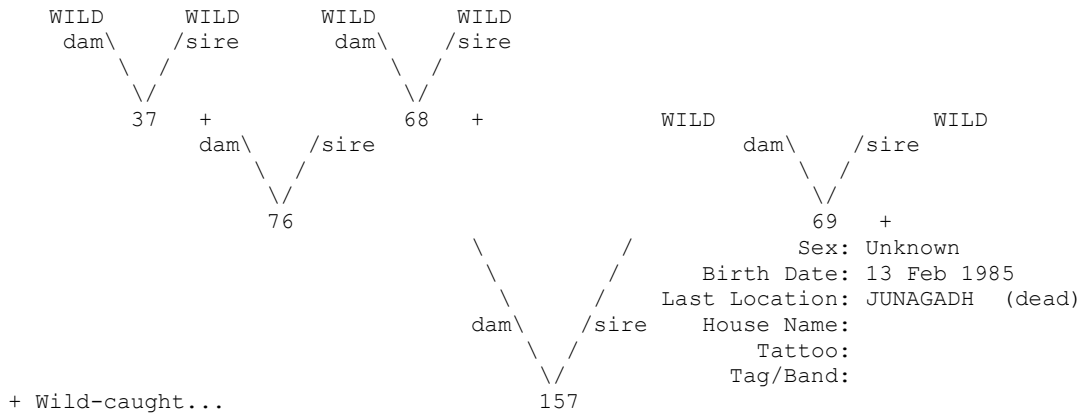 WILD WILD WILD WILD
dam\ /sire dam\ /sire
\ / \ /
\/ \/
37 + 68 + WILD WILD
dam\ /sire dam\ /sire
\ / \ /
\/ \/
76 69 +
\ / Sex: Unknown
\ / Birth Date: 13 Feb 1985
\ / Last Location: JUNAGADH (dead)
dam\ /sire House Name:
\ / Tattoo:
\/ Tag/Band:
+ Wild-caught... 157